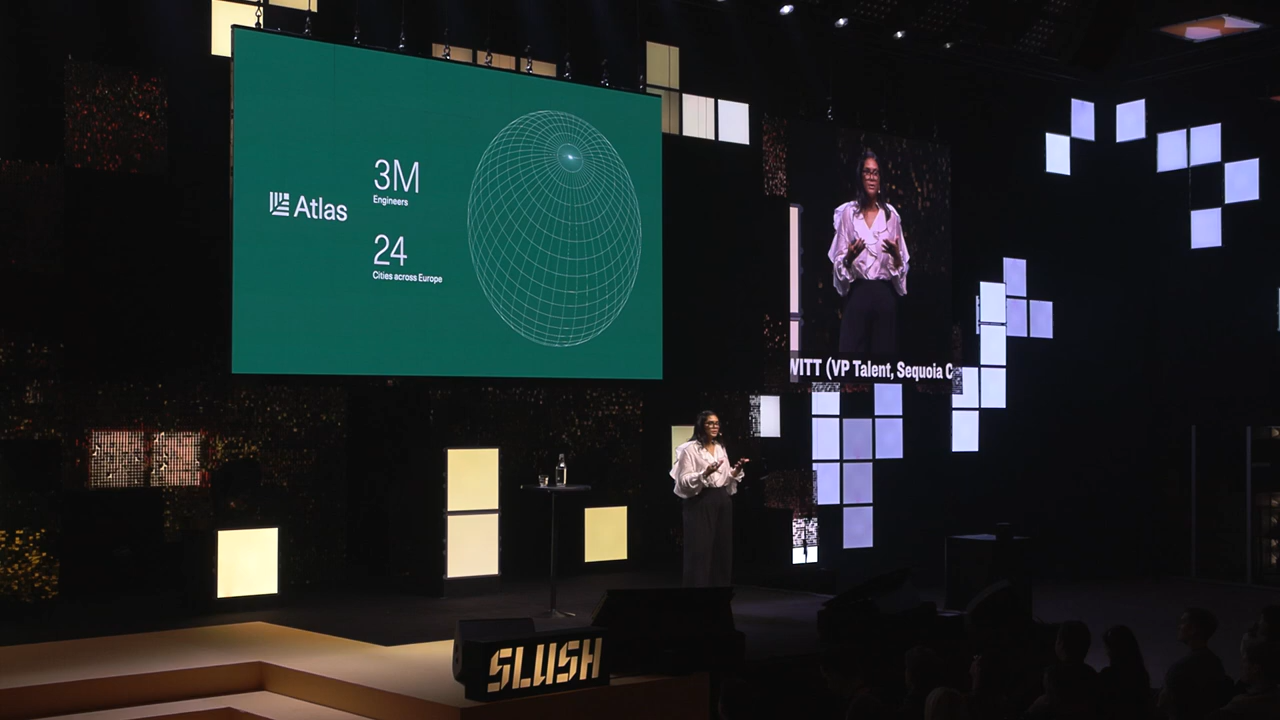 Atlas
3M
Engineers
24
Cities across Europe
WITT (VP Talent, Sequoia C
SLUSH